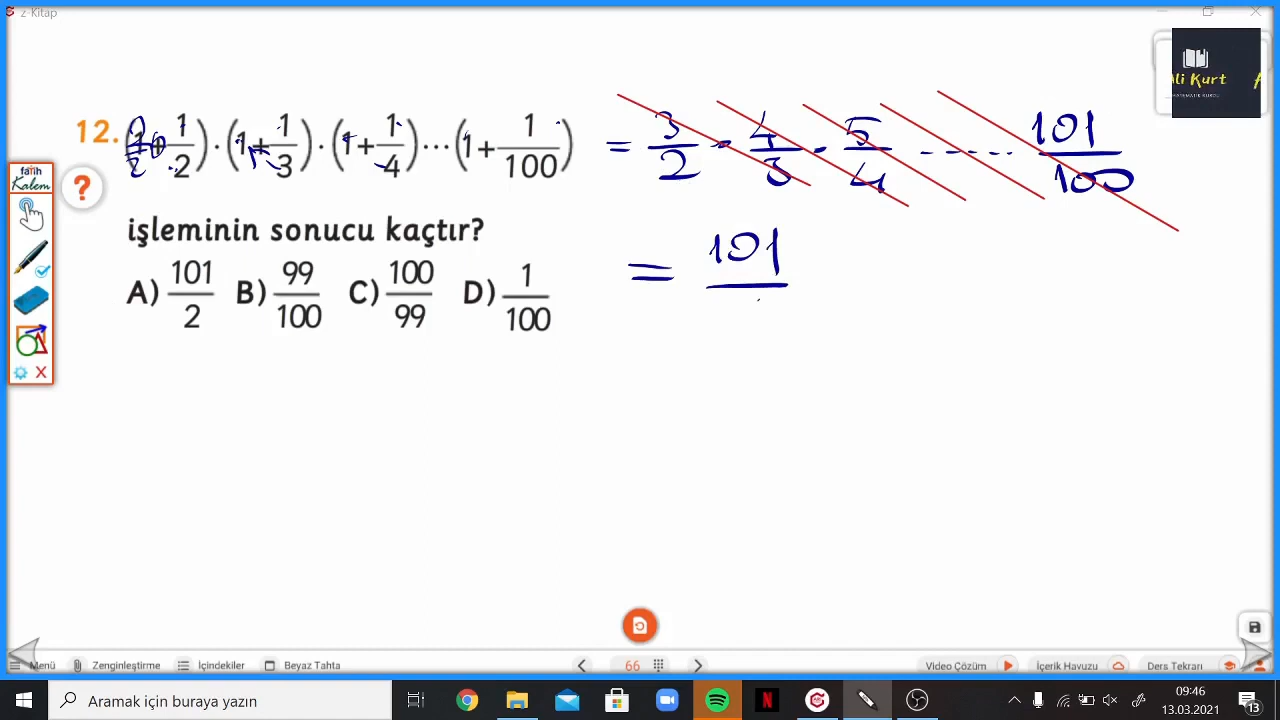 z-Kitap
Ali Kurt
12. (1+1/2)·(1+1/3)·(1+1/4)···(1+1/100) = 3/2 · 4/3 · 5/4 ...... 101/100
işleminin sonucu kaçtır?
A) 101/2 B) 99/100 C) 100/99 D) 1/100
= 101
fatih
Kalem
?
Menü Zenginleştirme İçindekiler Beyaz Tahta 66 Video Çözüm İçerik Havuzu Ders Tekrarı
Aramak için buraya yazın
09:46
13.03.2021
13